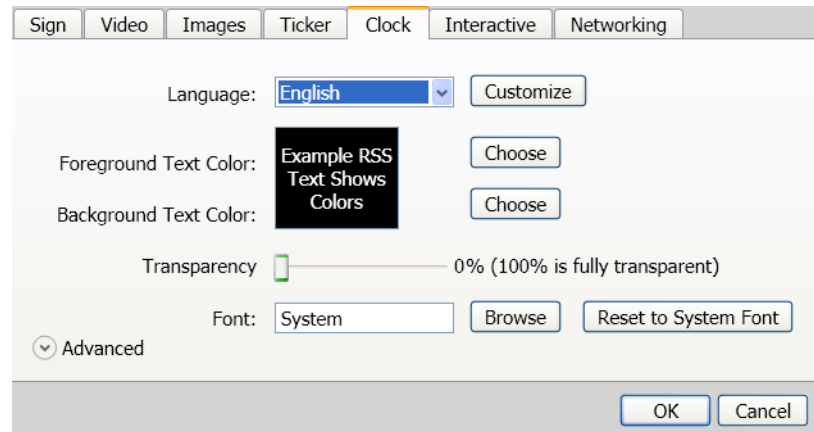 Sign Video Images Ticker Clock Interactive Networking
Language: English Customize
Foreground Text Color: Choose
Example RSS
Text Shows
Colors
Background Text Color: Choose
Transparency 0% (100% is fully transparent)
Font: System Browse Reset to System Font
Advanced
OK Cancel